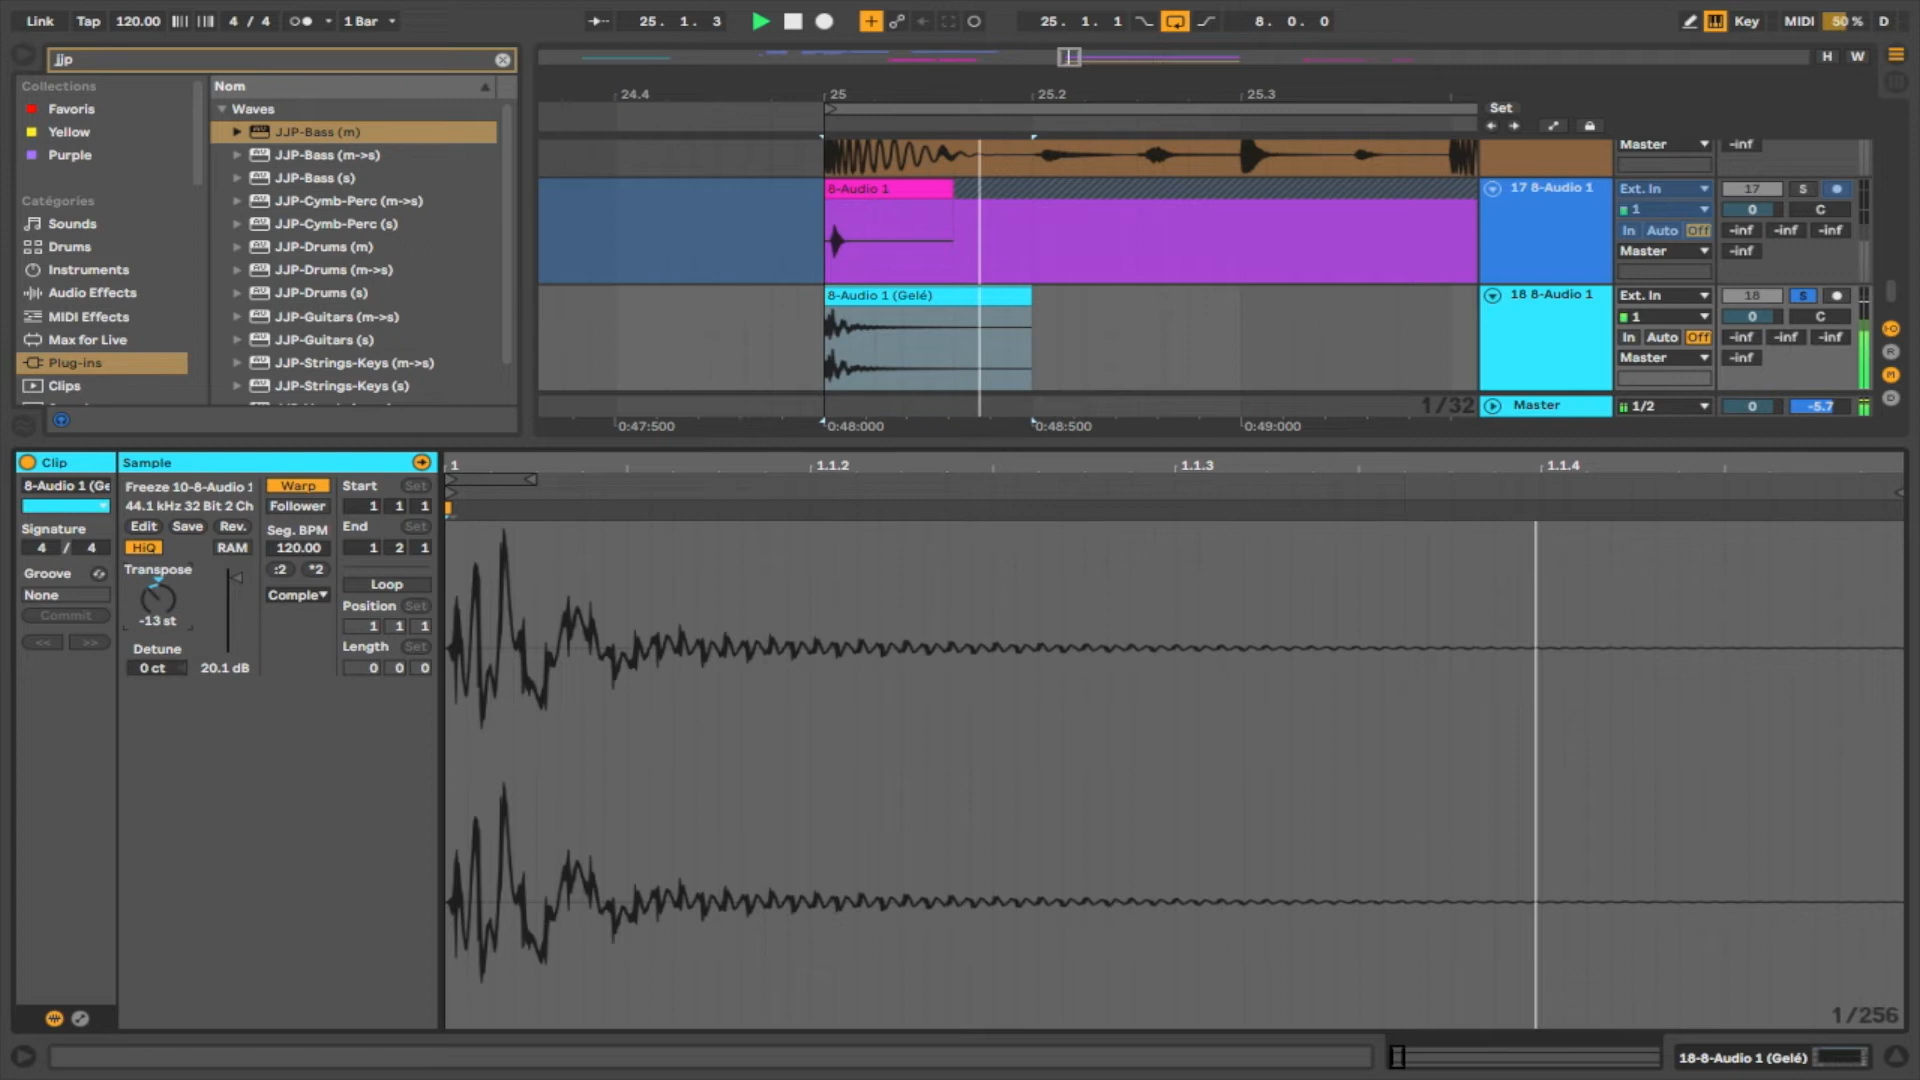 Link Tap 120.00 4 / 4 1 Bar 25. 1. 3 25. 1. 1 8. 0. 0 Key MIDI 50 % D
jjp
H W
Collections
Favoris
Yellow
Purple
Catégories
Sounds
Drums
Instruments
Audio Effects
MIDI Effects
Max for Live
Plug-ins
Clips
Nom
Waves
JJP-Bass (m)
JJP-Bass (m->s)
JJP-Bass (s)
JJP-Cymb-Perc (m->s)
JJP-Cymb-Perc (s)
JJP-Drums (m)
JJP-Drums (m->s)
JJP-Drums (s)
JJP-Guitars (m->s)
JJP-Guitars (s)
JJP-Strings-Keys (m->s)
JJP-Strings-Keys (s)
24.4 25 25.2 25.3
Set
Master -inf
8-Audio 1
17 8-Audio 1 Ext. In 17 S
1 0 C
In Auto Off -inf -inf -inf
Master -inf
8-Audio 1 (Gelé)
18 8-Audio 1 Ext. In 18 S
1 0 C
In Auto Off -inf -inf -inf
Master -inf
1/32
Master 1/2 0 -5.7
0:47:500 0:48:000 0:48:500 0:49:000
R
M
D
Clip
8-Audio 1 (Ge
Signature
4 / 4
Groove
None
Commit
<< >>
Sample
Freeze 10-8-Audio 1
44.1 kHz 32 Bit 2 Ch
Edit Save Rev.
HiQ RAM
Transpose
-13 st
Detune
0 ct 20.1 dB
Warp
Follower
Seg. BPM
120.00
:2 *2
Comple
Start Set
1 1 1
End Set
1 2 1
Loop
Position Set
1 1 1
Length Set
0 0 0
1 1.1.2 1.1.3 1.1.4
1/256
18-8-Audio 1 (Gelé)